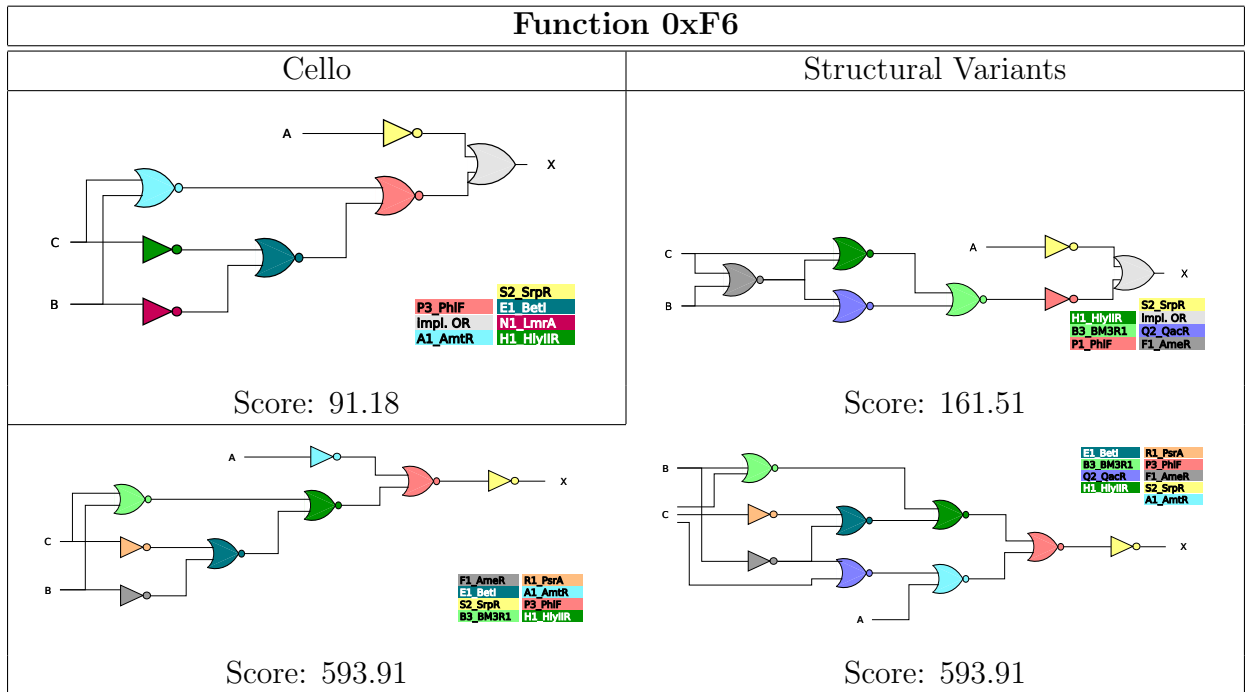 Function 0xF6
Cello
Structural Variants
A
X
C
B
S2_SrpR
P3_PhlF E1_BetI
Impl. OR N1_LmrA
A1_AmtR H1_HlyIIR
Score: 91.18
C
A
X
B
S2_SrpR
H1_HlyIIR Impl. OR
B3_BM3R1 Q2_QacR
P1_PhlF F1_AmeR
Score: 161.51
A
X
C
B
F1_AmeR R1_PsrA
E1_BetI A1_AmtR
S2_SrpR P3_PhlF
B3_BM3R1 H1_HlyIIR
Score: 593.91
B
C
X
A
E1_BetI R1_PsrA
B3_BM3R1 P3_PhlF
Q2_QacR F1_AmeR
H1_HlyIIR S2_SrpR
A1_AmtR
Score: 593.91